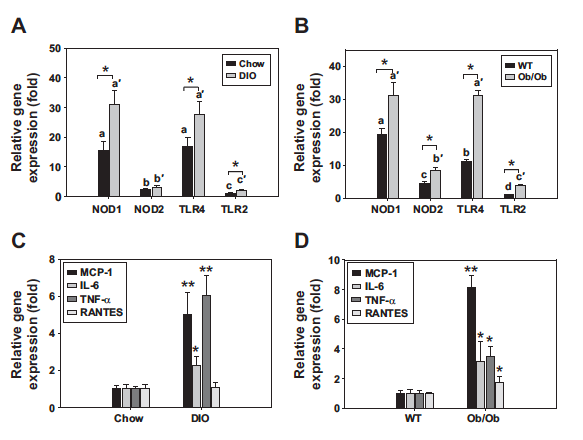 A
Relative gene
expression (fold)
50
40
30
20
10
0
Chow
DIO
*
a
a′
b
b′
*
a
a′
*
c
c′
NOD1
NOD2
TLR4
TLR2
B
Relative gene
expression (fold)
40
30
20
10
0
WT
Ob/Ob
*
a
a′
*
c
b′
*
b
a′
*
d
c′
NOD1
NOD2
TLR4
TLR2
C
Relative gene
expression (fold)
8
6
4
2
0
MCP-1
IL-6
TNF-α
RANTES
**
*
**
Chow
DIO
D
Relative gene
expression (fold)
10
8
6
4
2
0
MCP-1
IL-6
TNF-α
RANTES
**
*
*
*
WT
Ob/Ob